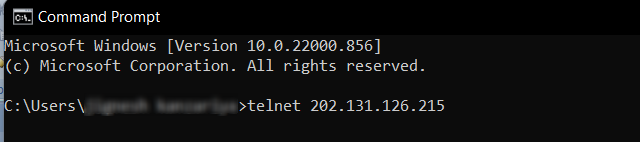 Command Prompt
Microsoft Windows [Version 10.0.22000.856]
(c) Microsoft Corporation. All rights reserved.
C:\Users\ >telnet 202.131.126.215